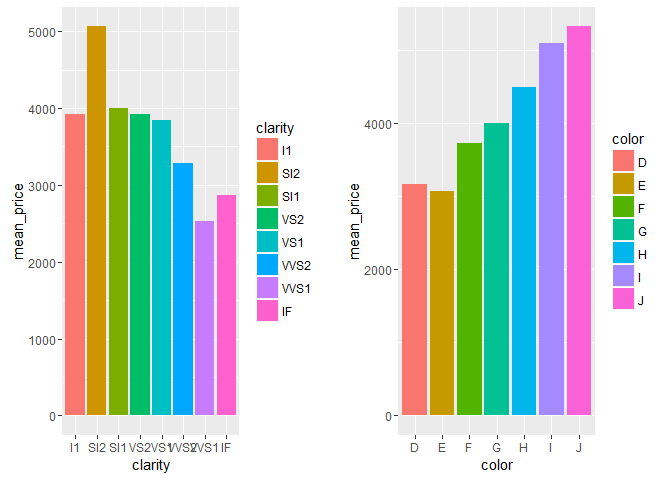 mean_price
5000
4000
3000
2000
1000
0
I1 SI2 SI1 VS2 VS1 VVS2 VVS1 IF
clarity
clarity
I1
SI2
SI1
VS2
VS1
VVS2
VVS1
IF
mean_price
4000
2000
0
D E F G H I J
color
color
D
E
F
G
H
I
J